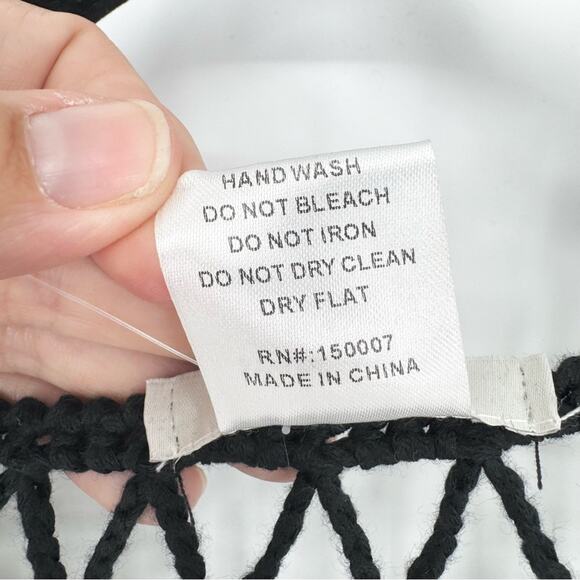 HAND WASH
DO NOT BLEACH
DO NOT IRON
DO NOT DRY CLEAN
DRY FLAT
RN#:150007
MADE IN CHINA